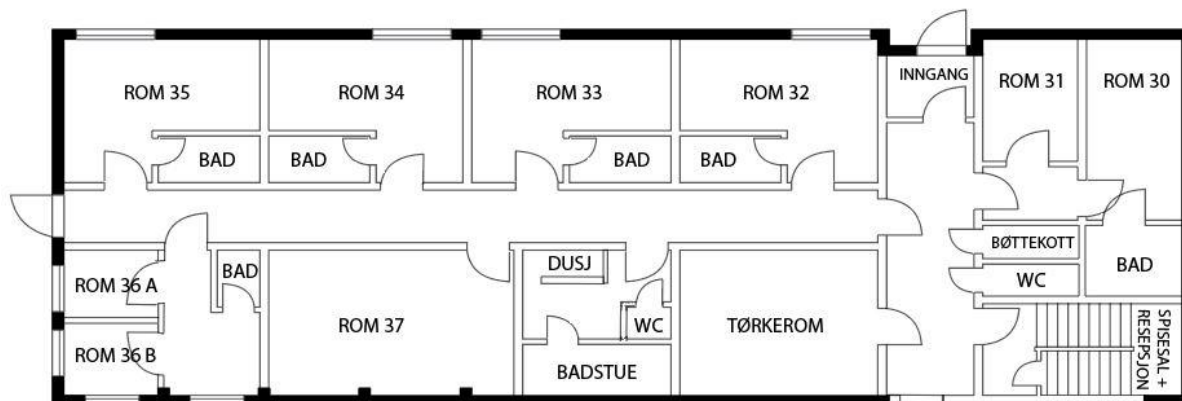 INNGANG
ROM 35
ROM 34
ROM 33
ROM 32
ROM 31
ROM 30
BAD
BAD
BAD
BAD
BØTTEKOTT
BAD
WC
ROM 36 A
BAD
DUSJ
ROM 36 B
ROM 37
WC
TØRKEROM
BADSTUE
SPISESAL +
RESEPSJON